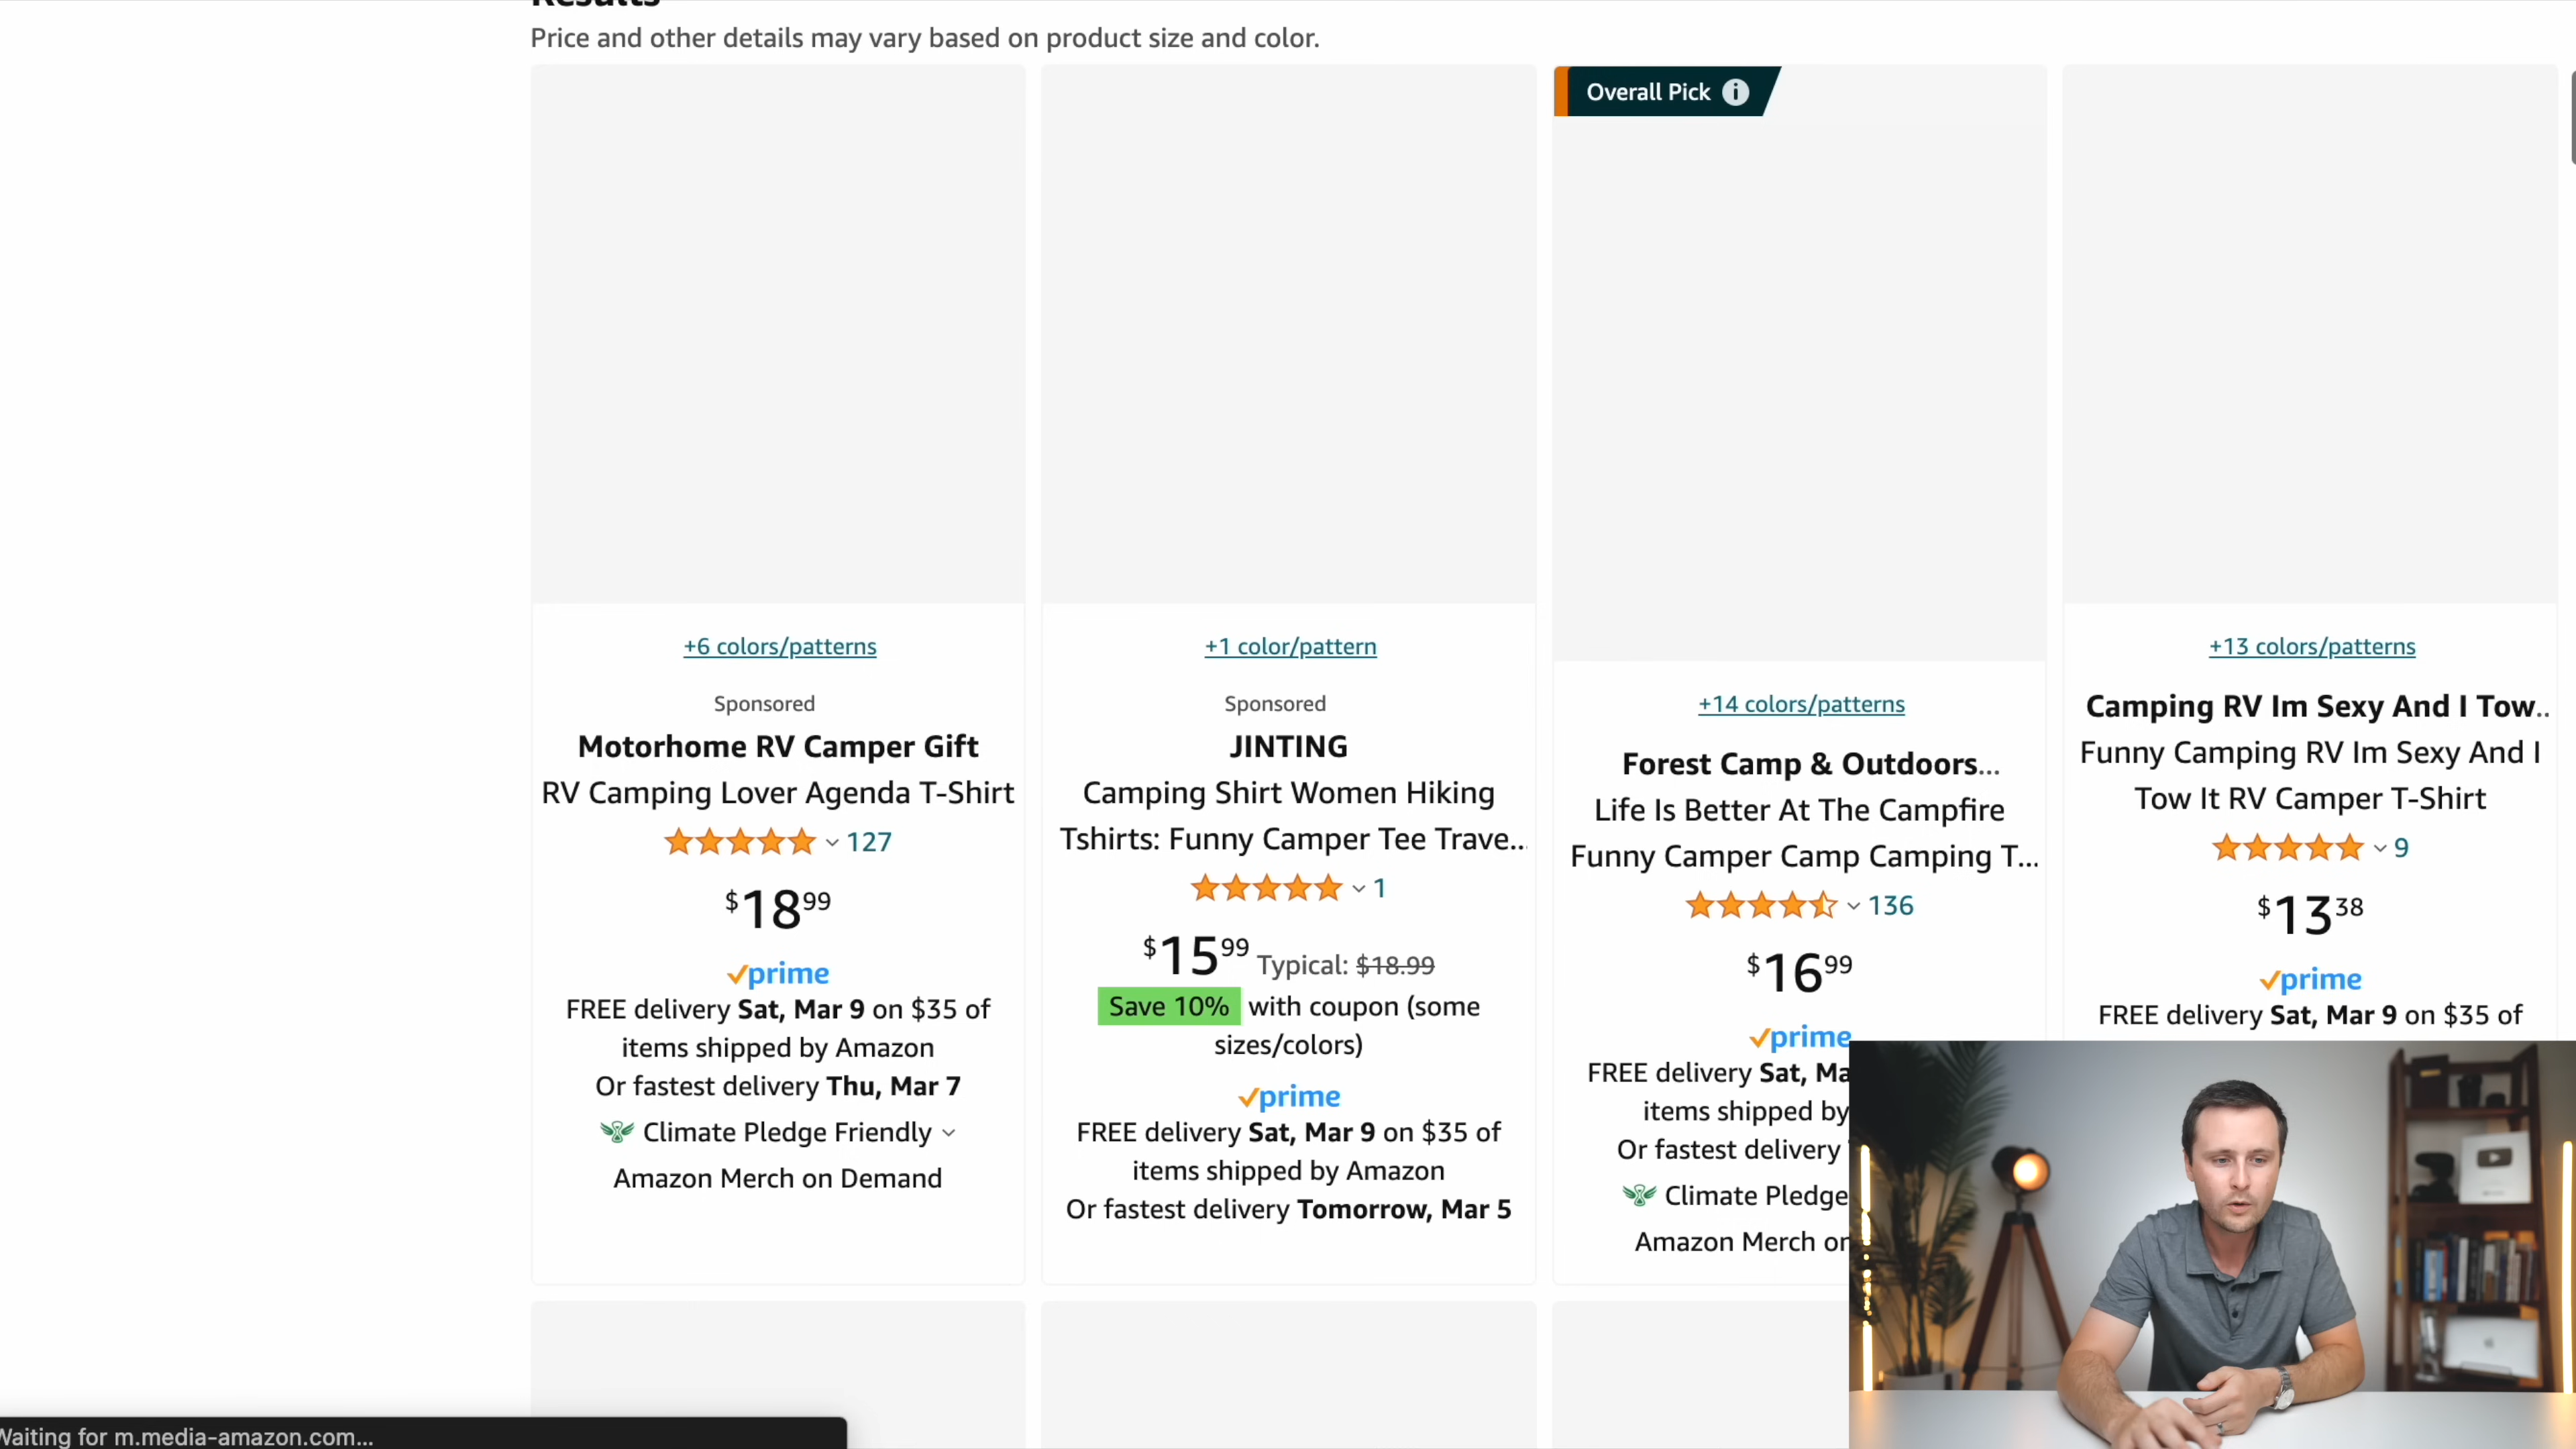 Results
Price and other details may vary based on product size and color.
+6 colors/patterns
Sponsored
Motorhome RV Camper Gift
RV Camping Lover Agenda T-Shirt
127
$18.99
prime
FREE delivery Sat, Mar 9 on $35 of
items shipped by Amazon
Or fastest delivery Thu, Mar 7
Climate Pledge Friendly
Amazon Merch on Demand
+1 color/pattern
Sponsored
JINTING
Camping Shirt Women Hiking
Tshirts: Funny Camper Tee Trave...
1
$15.99 Typical: $18.99
Save 10% with coupon (some
sizes/colors)
prime
FREE delivery Sat, Mar 9 on $35 of
items shipped by Amazon
Or fastest delivery Tomorrow, Mar 5
Overall Pick
+14 colors/patterns
Forest Camp & Outdoors...
Life Is Better At The Campfire
Funny Camper Camp Camping T...
136
$16.99
prime
FREE delivery Sat, Ma
items shipped by
Or fastest delivery
Climate Pledge
Amazon Merch or
+13 colors/patterns
Camping RV Im Sexy And I Tow..
Funny Camping RV Im Sexy And I
Tow It RV Camper T-Shirt
9
$13.38
prime
FREE delivery Sat, Mar 9 on $35 of
Waiting for m.media-amazon.com...